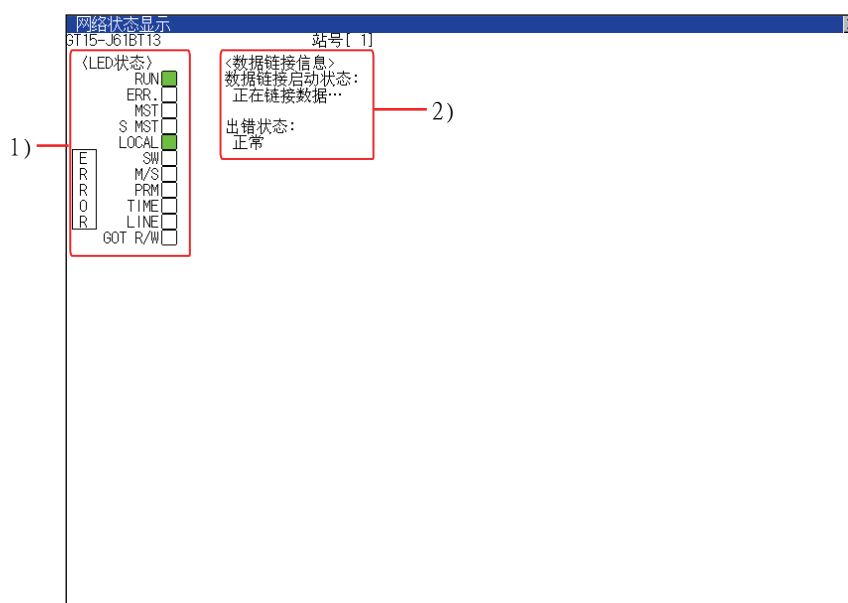 网络状态显示
GT15-J61BT13 站号[ 1]
〈LED状态〉
RUN
ERR.
MST
S MST
LOCAL
SW
M/S
PRM
TIME
LINE
GOT R/W
ERROR
1)
<数据链接信息>
数据链接启动状态:
正在链接数据…
出错状态:
正常
2)